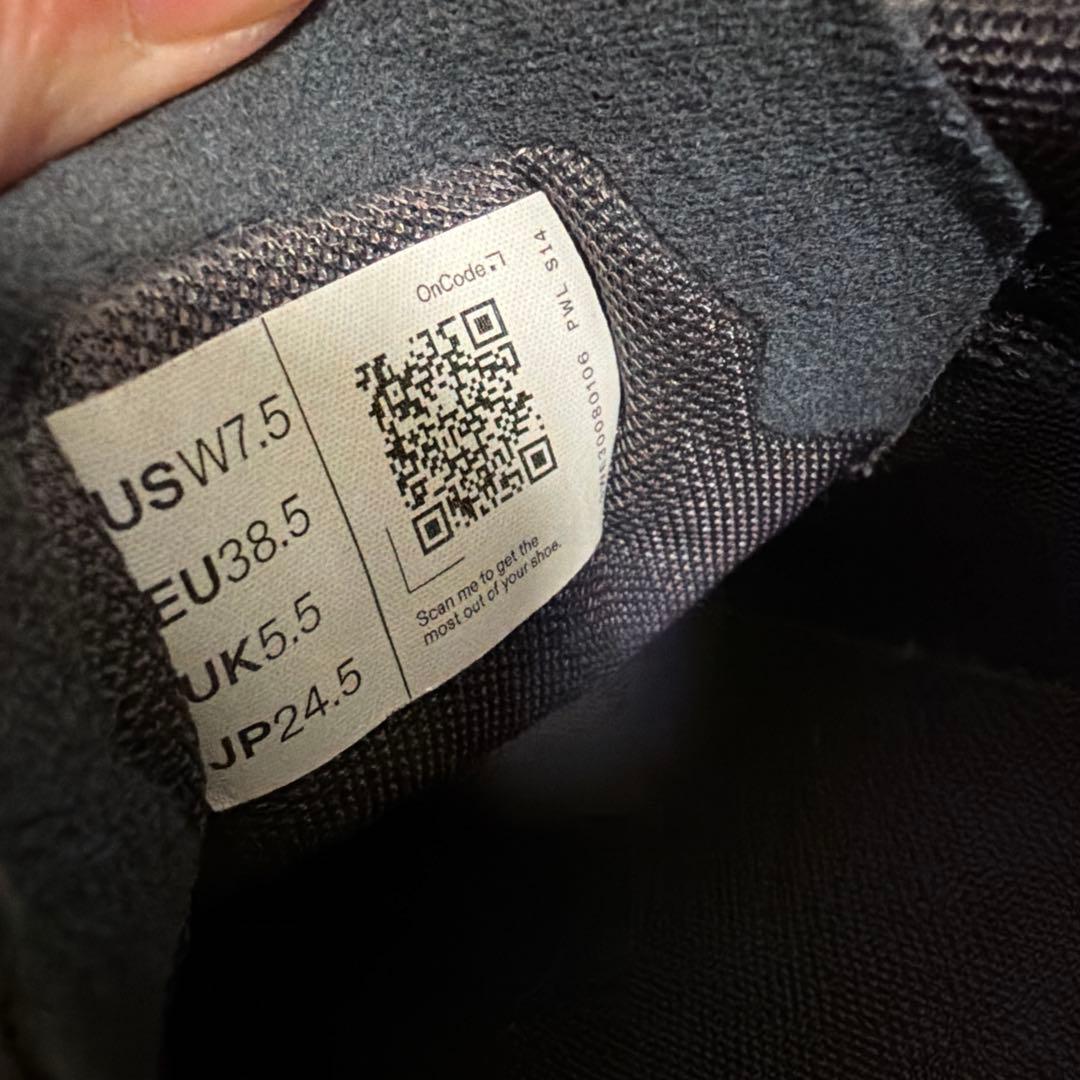 USW7.5
EU38.5
UK5.5
JP24.5
OnCode
Scan me to get the
most out of your shoe.
PWL S14